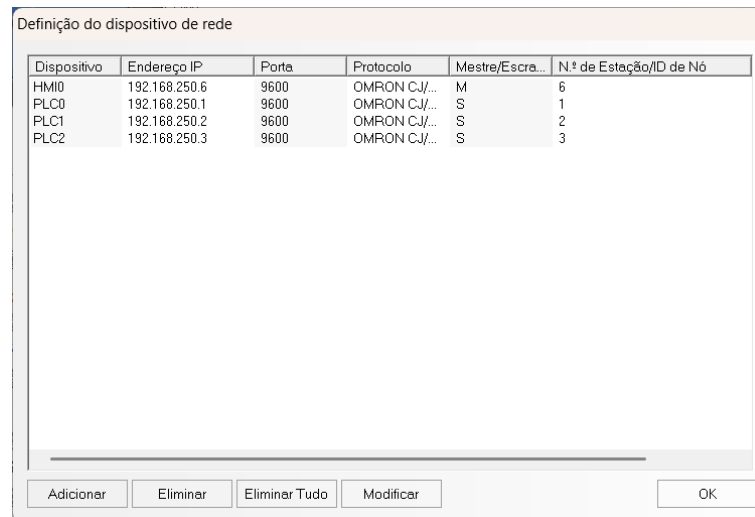 Definição do dispositivo de rede
Dispositivo Endereço IP Porta Protocolo Mestre/Escra... N.º de Estação/ID de Nó
HMI0 192.168.250.6 9600 OMRON CJ/... M 6
PLC0 192.168.250.1 9600 OMRON CJ/... S 1
PLC1 192.168.250.2 9600 OMRON CJ/... S 2
PLC2 192.168.250.3 9600 OMRON CJ/... S 3
Adicionar Eliminar Eliminar Tudo Modificar OK